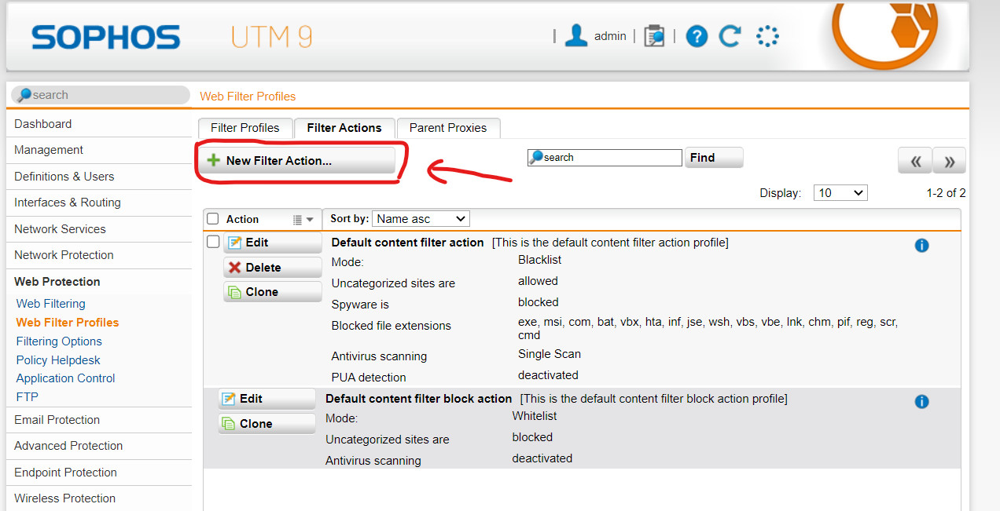 SOPHOS UTM 9 | admin | |
search Web Filter Profiles
Dashboard
Management
Definitions & Users
Interfaces & Routing
Network Services
Network Protection
Web Protection
Web Filtering
Web Filter Profiles
Filtering Options
Policy Helpdesk
Application Control
FTP
Email Protection
Advanced Protection
Endpoint Protection
Wireless Protection
Filter Profiles Filter Actions Parent Proxies
New Filter Action... search Find « »
Display: 10 1-2 of 2
Action Sort by: Name asc
Edit Default content filter action [This is the default content filter action profile]
Delete
Clone
Mode: Blacklist
Uncategorized sites are allowed
Spyware is blocked
Blocked file extensions exe, msi, com, bat, vbx, hta, inf, jse, wsh, vbs, vbe, lnk, chm, pif, reg, scr,
cmd
Antivirus scanning Single Scan
PUA detection deactivated
Edit Default content filter block action [This is the default content filter block action profile]
Clone
Mode: Whitelist
Uncategorized sites are blocked
Antivirus scanning deactivated